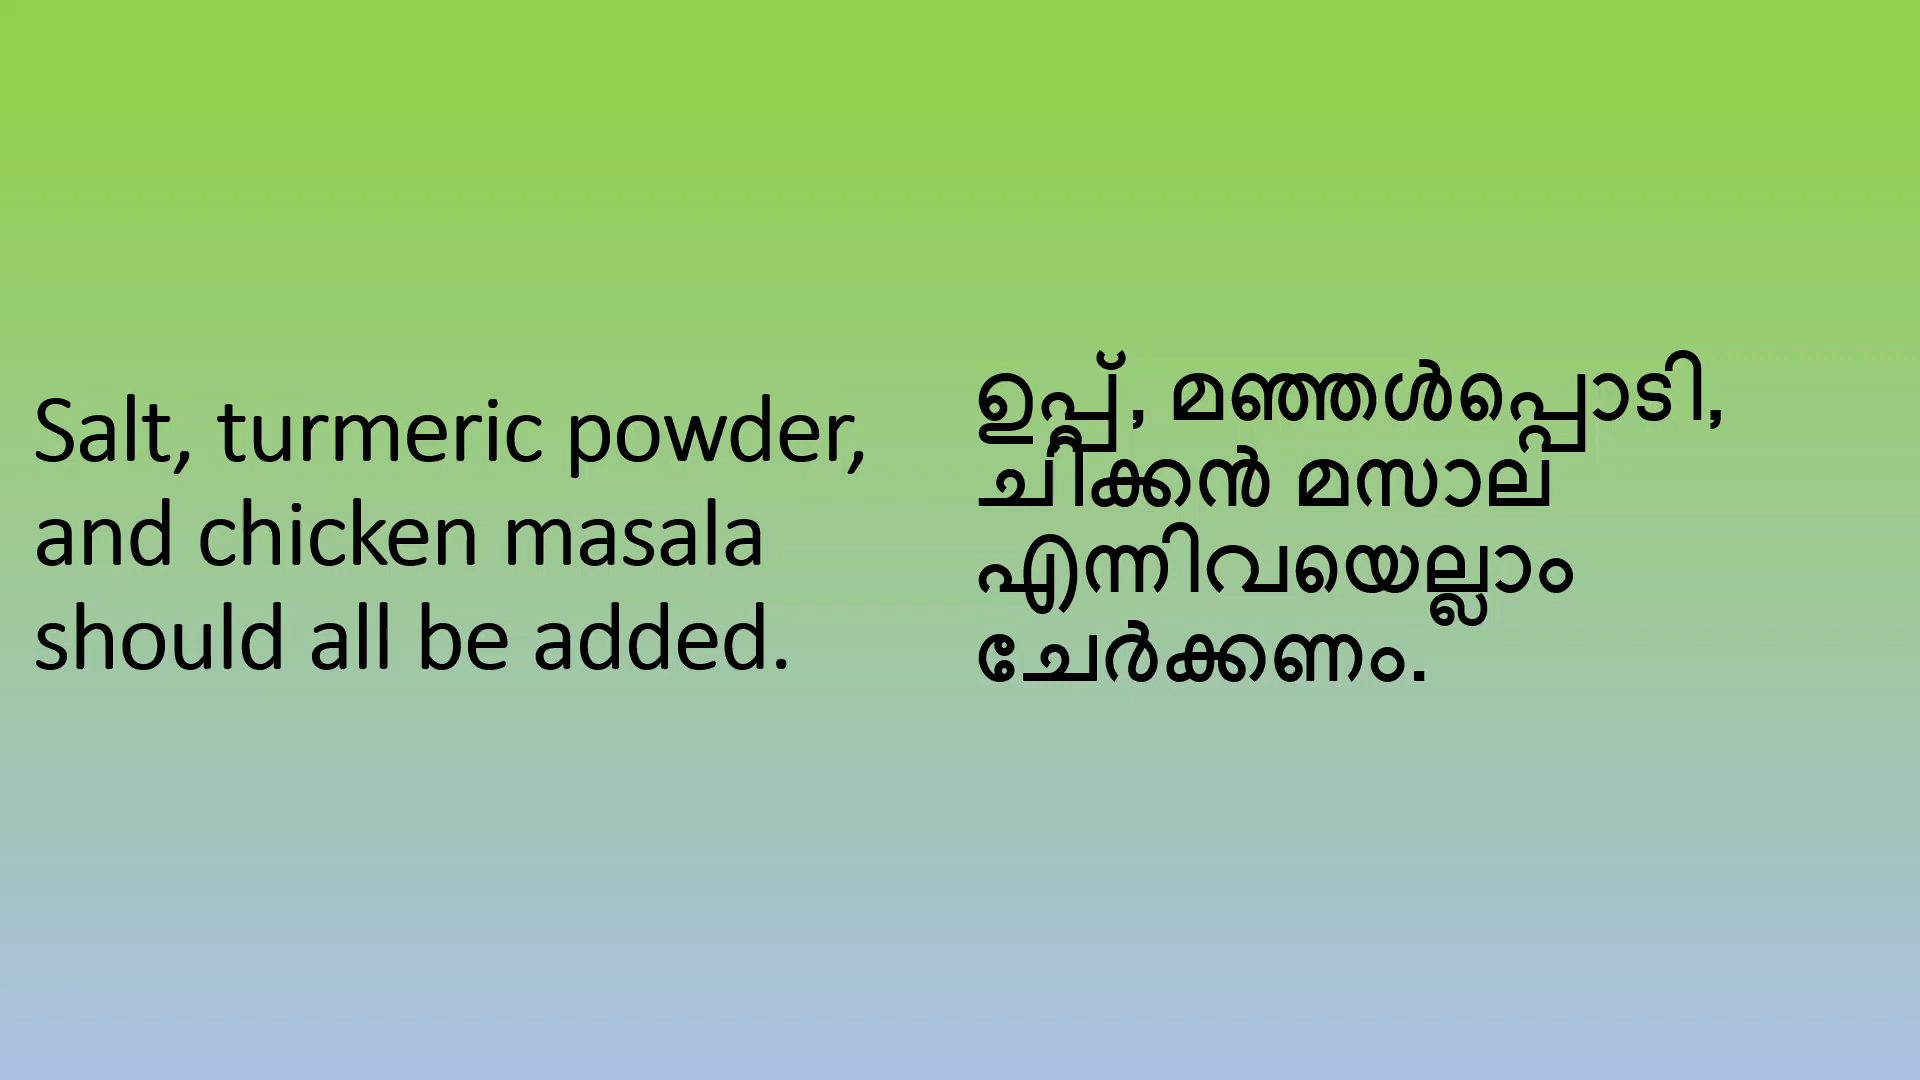 Salt, turmeric powder,
and chicken masala
should all be added.
ഉപ്പ്, മഞ്ഞൾപ്പൊടി,
ചിക്കൻ മസാല
എന്നിവയെല്ലാം
ചേർക്കണം.